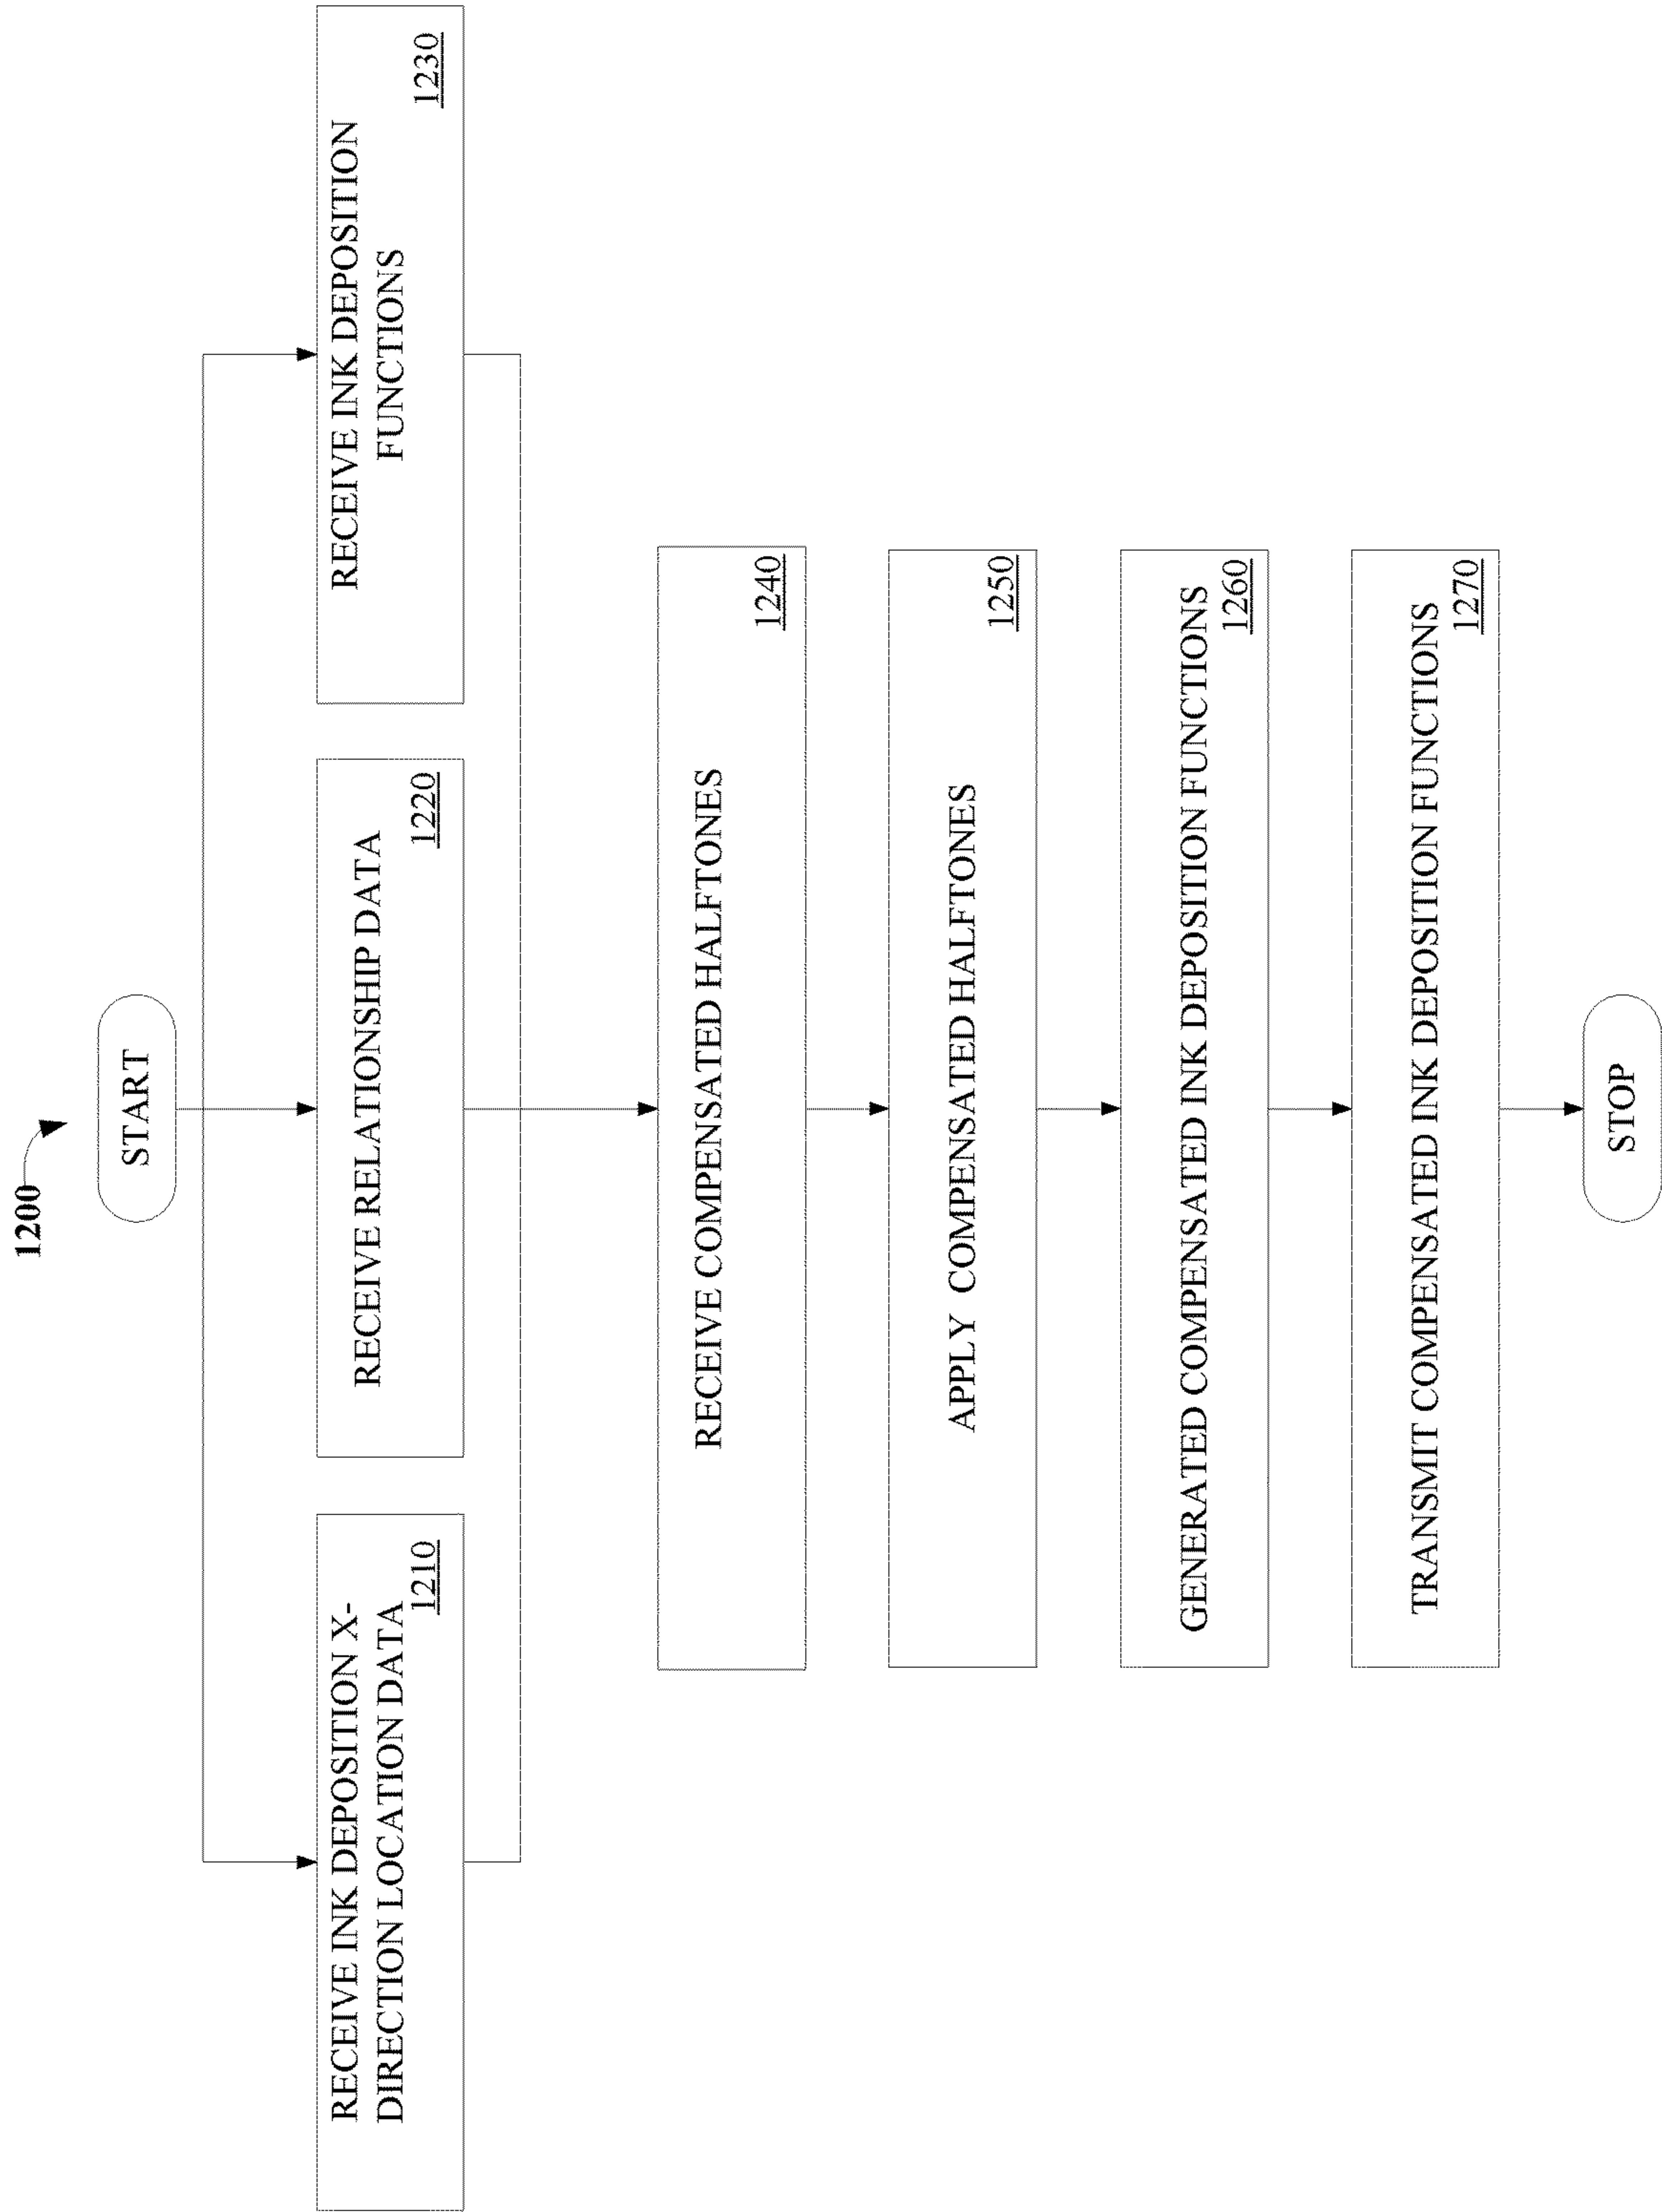 1200
START
RECEIVE INK DEPOSITION X-
DIRECTION LOCATION DATA
1210
RECEIVE RELATIONSHIP DATA
1220
RECEIVE INK DEPOSITION
FUNCTIONS
1230
RECEIVE COMPENSATED HALFTONES
1240
APPLY COMPENSATED HALFTONES
1250
GENERATED COMPENSATED INK DEPOSITION FUNCTIONS
1260
TRANSMIT COMPENSATED INK DEPOSITION FUNCTIONS
1270
STOP